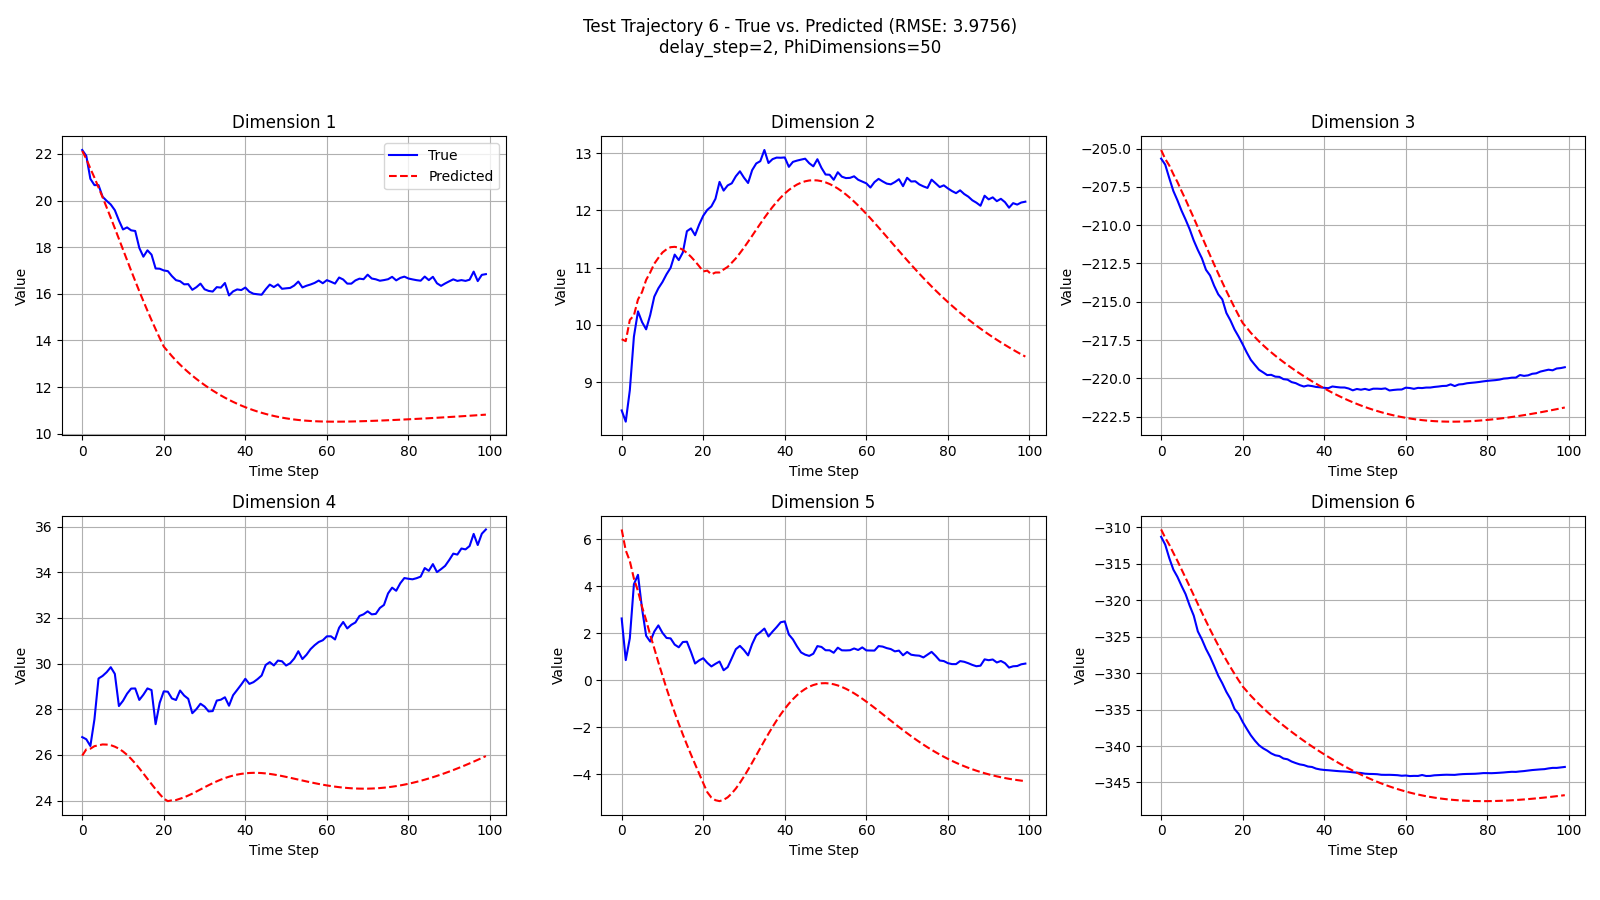 Test Trajectory 6 - True vs. Predicted (RMSE: 3.9756)
delay_step=2, PhiDimensions=50
Dimension 1
22
20
18
16
14
12
10
Value
0 20 40 60 80 100
Time Step
True
Predicted
Dimension 2
13
12
11
10
9
Value
0 20 40 60 80 100
Time Step
Dimension 3
−205.0
−207.5
−210.0
−212.5
−215.0
−217.5
−220.0
−222.5
Value
0 20 40 60 80 100
Time Step
Dimension 4
36
34
32
30
28
26
24
Value
0 20 40 60 80 100
Time Step
Dimension 5
6
4
2
0
−2
−4
Value
0 20 40 60 80 100
Time Step
Dimension 6
−310
−315
−320
−325
−330
−335
−340
−345
Value
0 20 40 60 80 100
Time Step